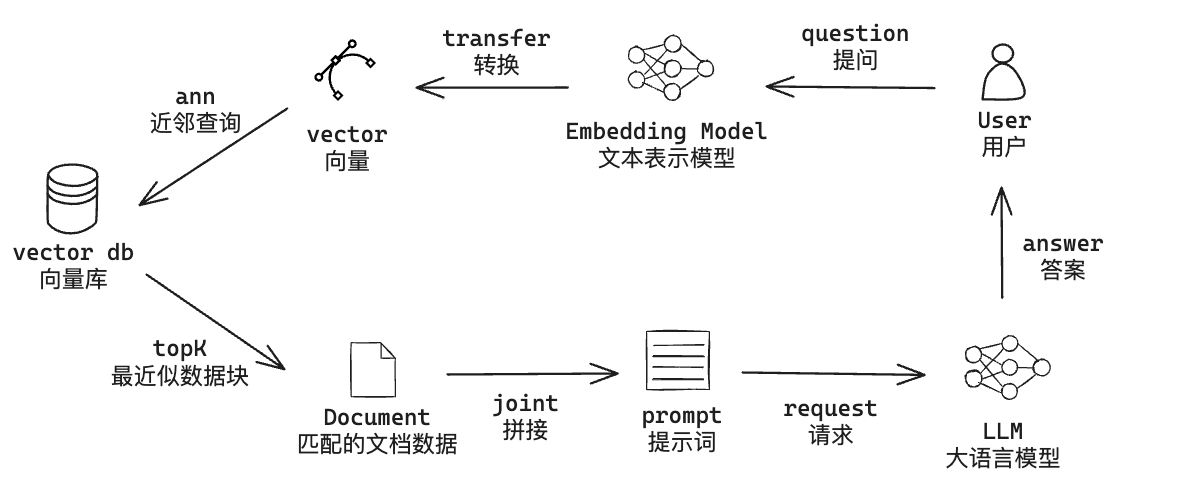 transfer
转换
question
提问
ann
近邻查询
vector
向量
Embedding Model
文本表示模型
User
用户
vector db
向量库
answer
答案
topK
最近似数据块
Document
匹配的文档数据
joint
拼接
prompt
提示词
request
请求
LLM
大语言模型